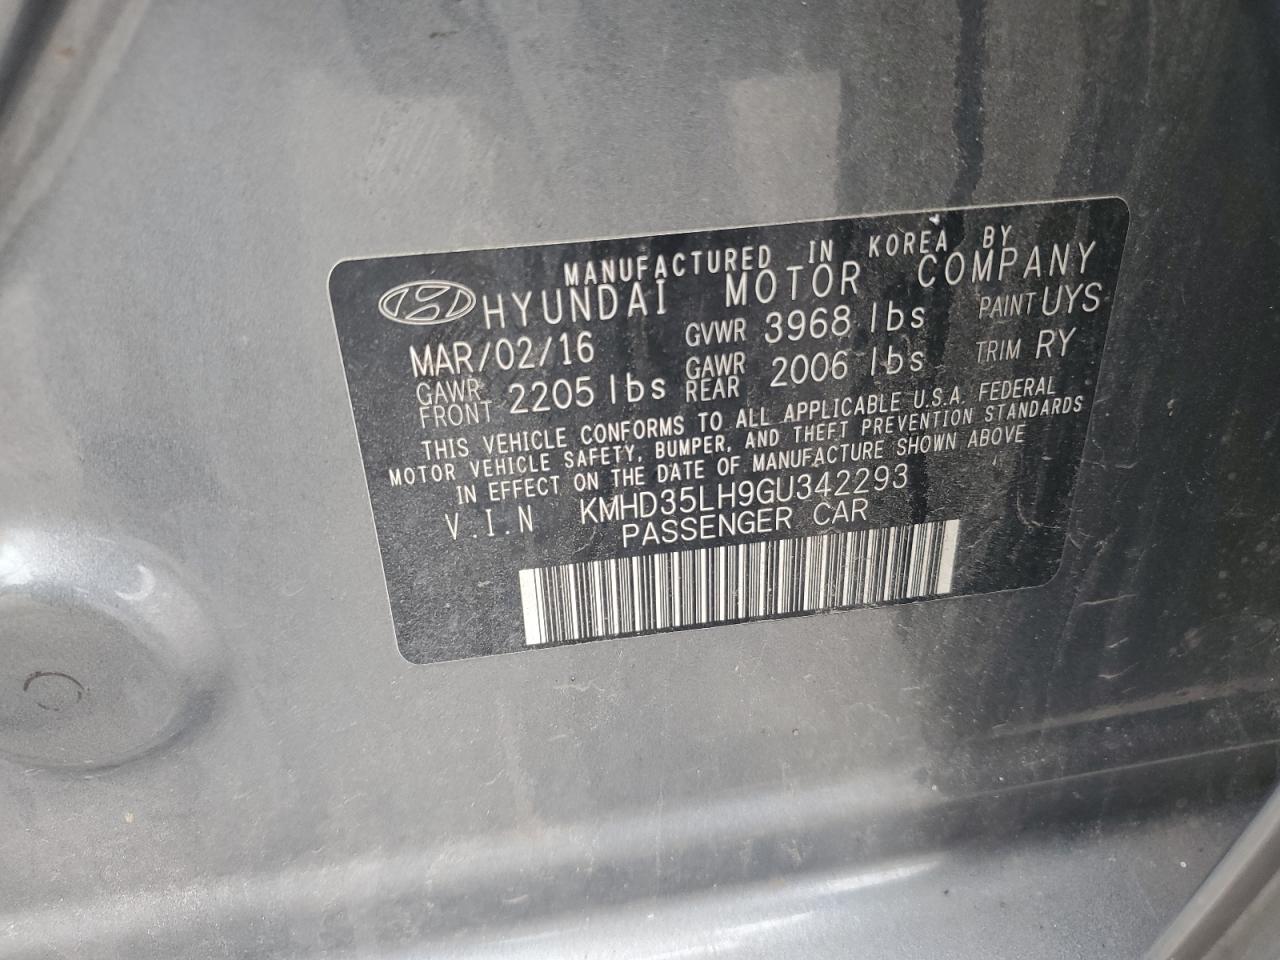 MANUFACTURED IN KOREA BY
HYUNDAI MOTOR COMPANY
MAR/02/16 GVWR 3968 lbs PAINT UYS
GAWR FRONT 2205 lbs GAWR REAR 2006 lbs TRIM RY
THIS VEHICLE CONFORMS TO ALL APPLICABLE U.S.A. FEDERAL
MOTOR VEHICLE SAFETY, BUMPER, AND THEFT PREVENTION STANDARDS
IN EFFECT ON THE DATE OF MANUFACTURE SHOWN ABOVE
V.I.N KMHD35LH9GU342293
PASSENGER CAR